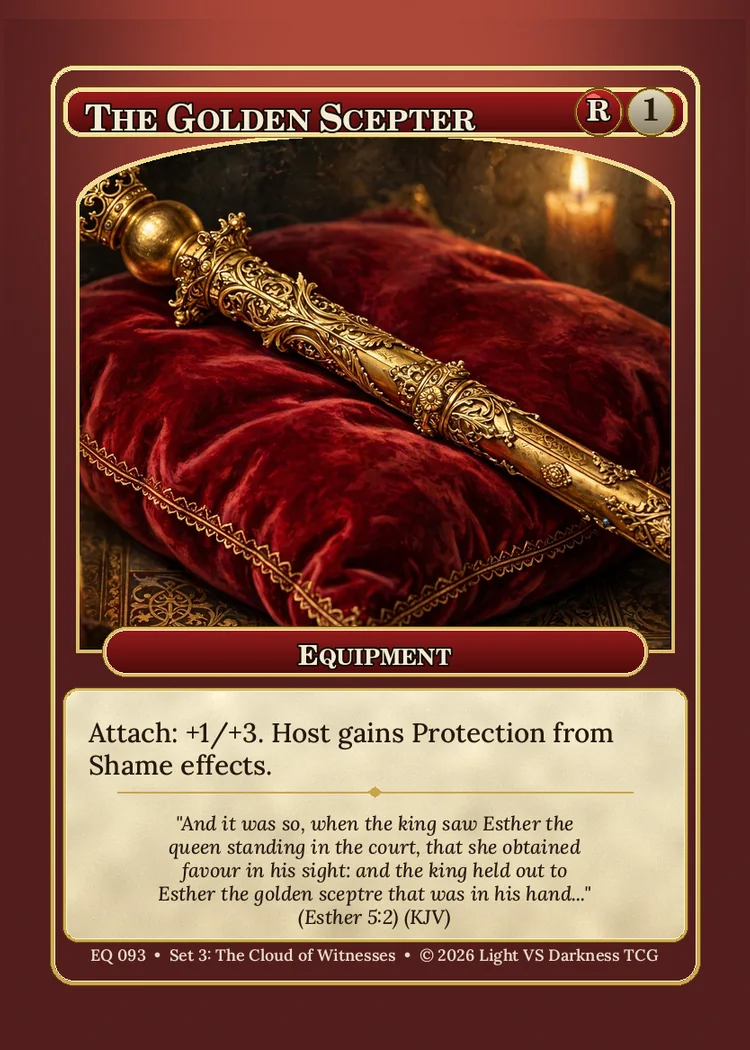 The Golden Scepter R 1
Equipment
Attach: +1/+3. Host gains Protection from
Shame effects.
"And it was so, when the king saw Esther the
queen standing in the court, that she obtained
favour in his sight: and the king held out to
Esther the golden sceptre that was in his hand..."
(Esther 5:2) (KJV)
EQ 093 • Set 3: The Cloud of Witnesses • © 2026 Light VS Darkness TCG